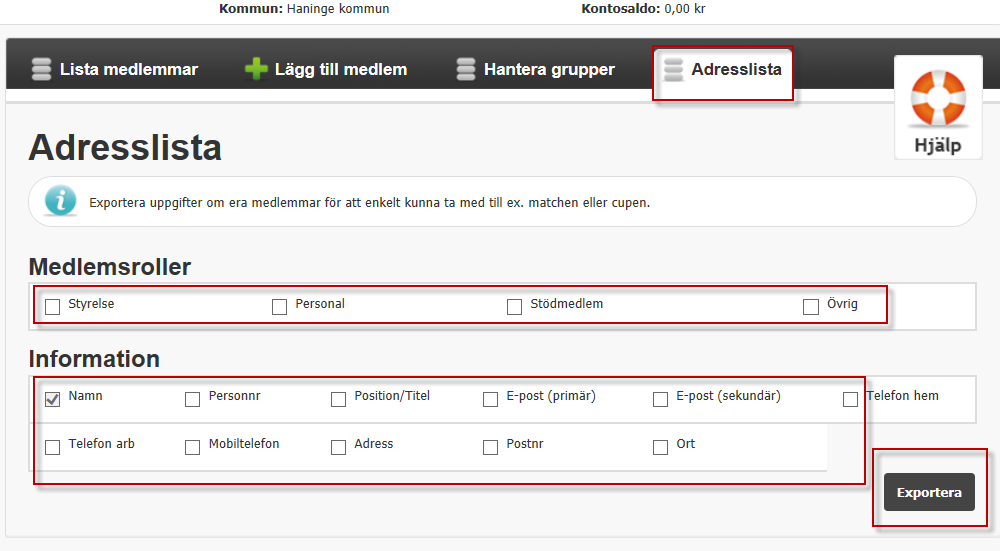 Kommun: Haninge kommun Kontosaldo: 0,00 kr
Lista medlemmar Lägg till medlem Hantera grupper Adresslista
Hjälp
Adresslista
Exportera uppgifter om era medlemmar för att enkelt kunna ta med till ex. matchen eller cupen.
Medlemsroller
Styrelse Personal Stödmedlem Övrig
Information
Namn Personnr Position/Titel E-post (primär) E-post (sekundär) Telefon hem
Telefon arb Mobiltelefon Adress Postnr Ort
Exportera